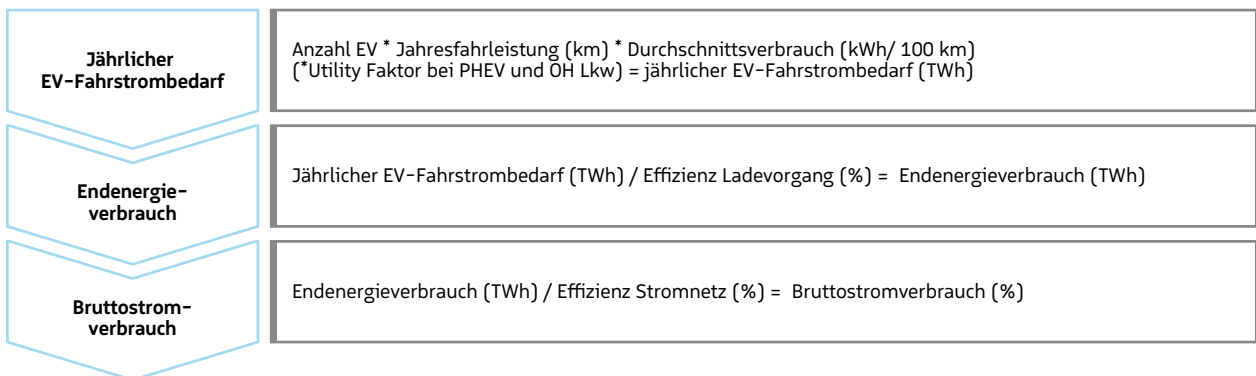 Jährlicher
EV-Fahrstrombedarf
Anzahl EV * Jahresfahrleistung (km) * Durchschnittsverbrauch (kWh/ 100 km)
(*Utility Faktor bei PHEV und OH Lkw) = jährlicher EV-Fahrstrombedarf (TWh)
Endenergie-
verbrauch
Jährlicher EV-Fahrstrombedarf (TWh) / Effizienz Ladevorgang (%) = Endenergieverbrauch (TWh)
Bruttostrom-
verbrauch
Endenergieverbrauch (TWh) / Effizienz Stromnetz (%) = Bruttostromverbrauch (%)